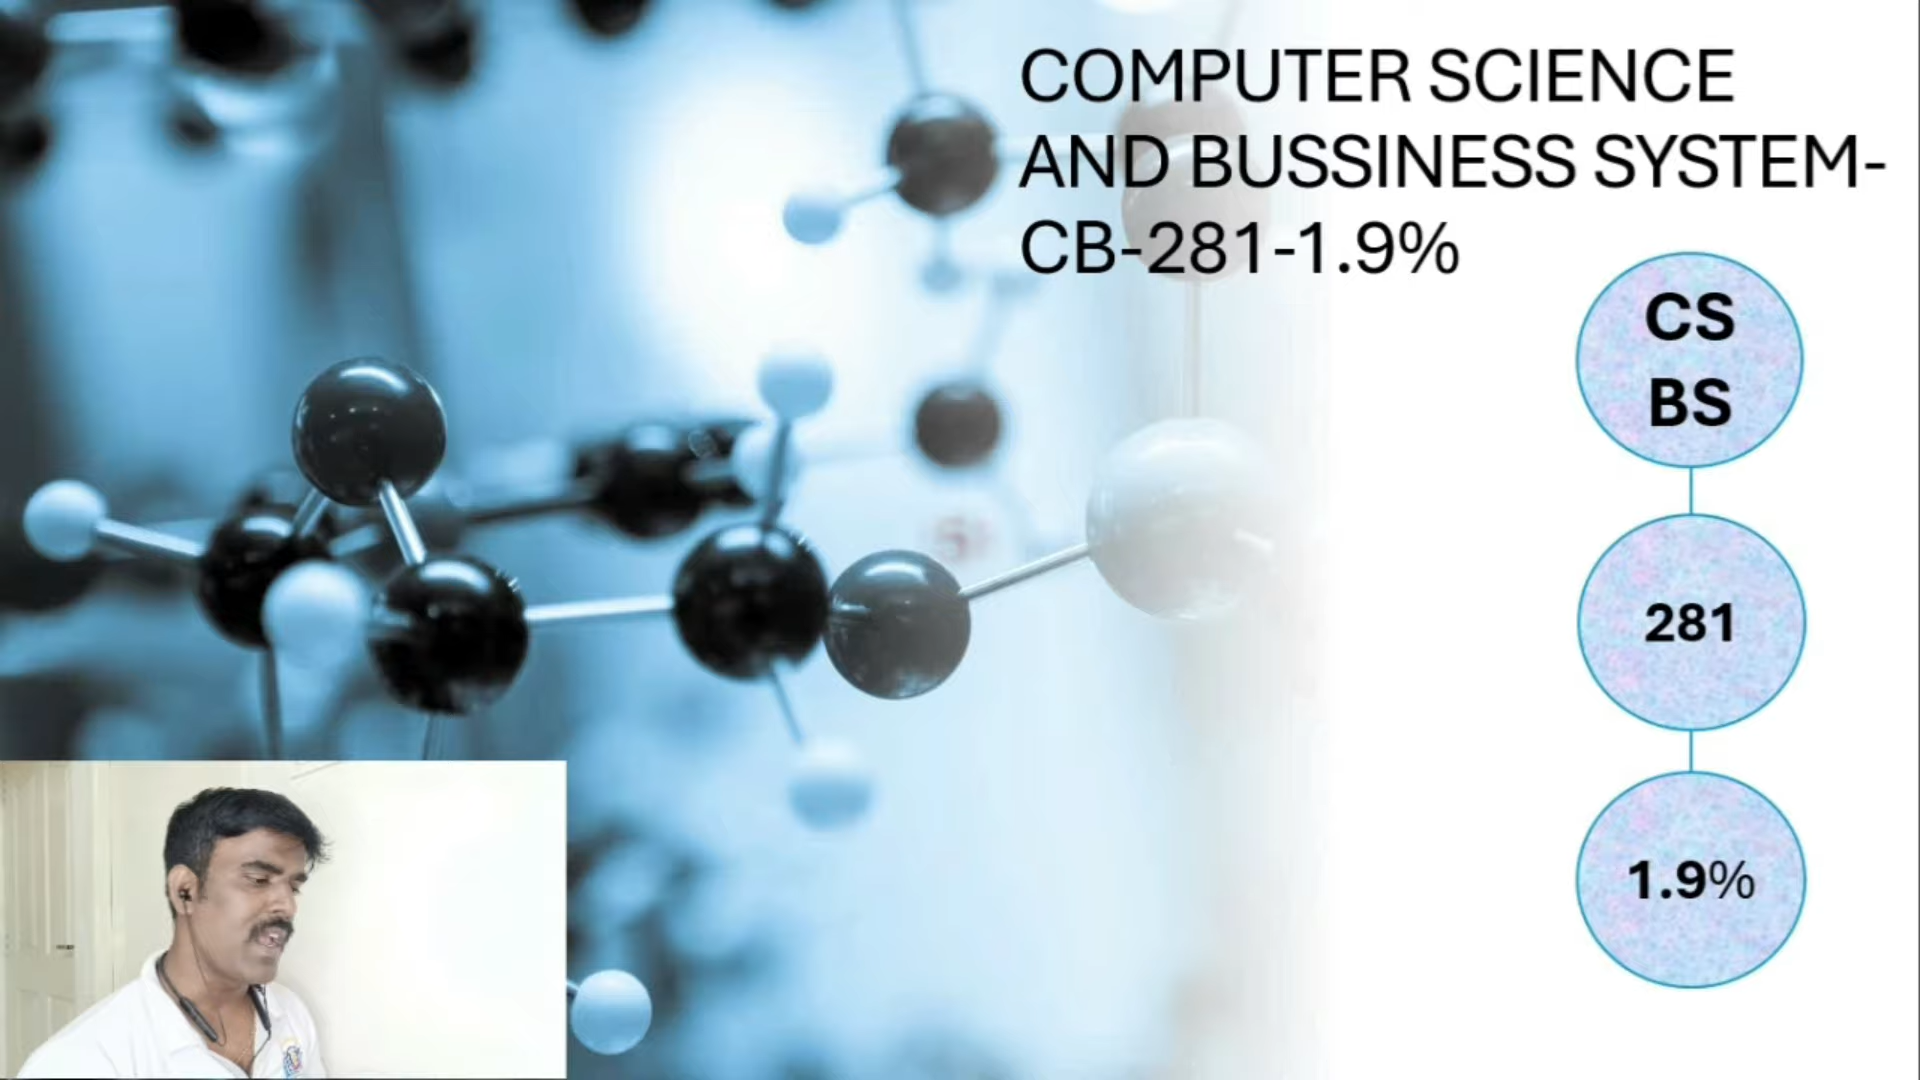 COMPUTER SCIENCE
AND BUSSINESS SYSTEM-
CB-281-1.9%
CS
BS
281
1.9%